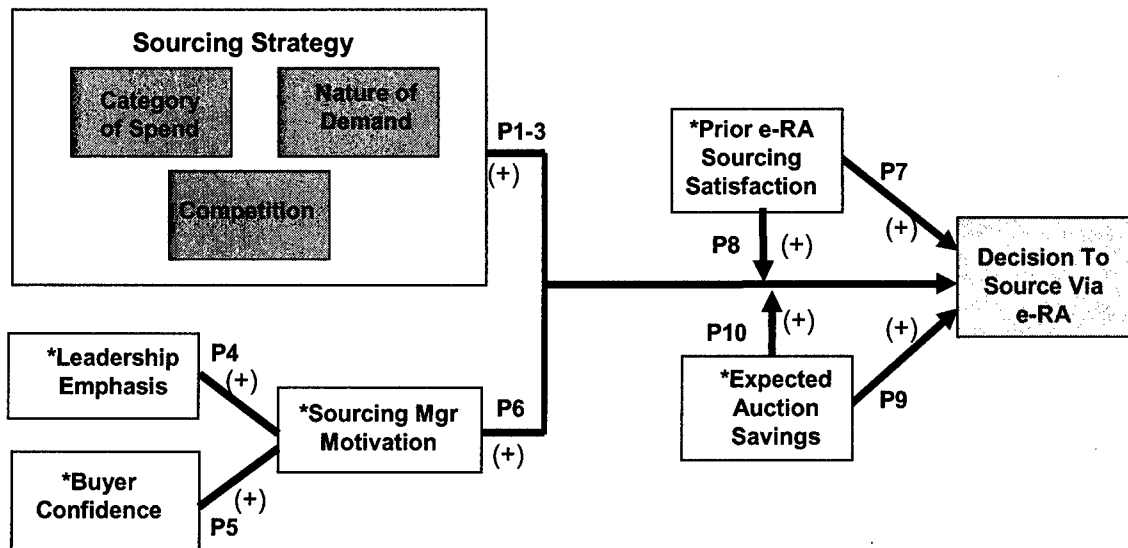 Sourcing Strategy
Category
of Spend
Nature of
Demand
Competition
P1-3
(+)
*Prior e-RA
Sourcing
Satisfaction
P7
(+)
P8
(+)
Decision To
Source Via
e-RA
P10
(+)
(+)
*Expected
Auction
Savings
P9
*Leadership
Emphasis
P4
(+)
*Sourcing Mgr
Motivation
P6
(+)
*Buyer
Confidence
(+)
P5